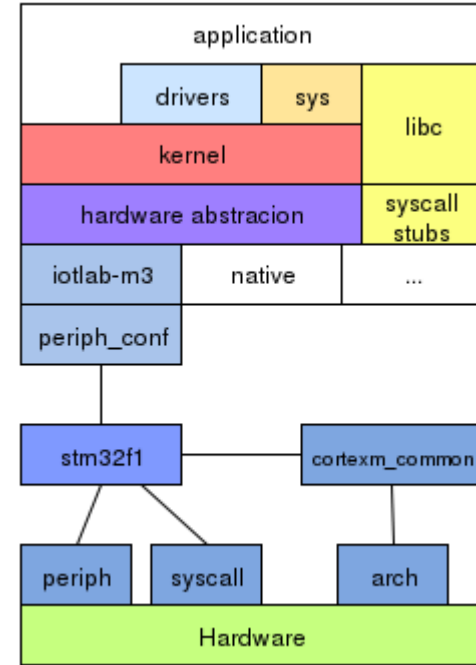 application
drivers
sys
libc
kernel
hardware abstracion
syscall
stubs
iotlab-m3
native
...
periph_conf
stm32f1
cortexm_common
periph
syscall
arch
Hardware